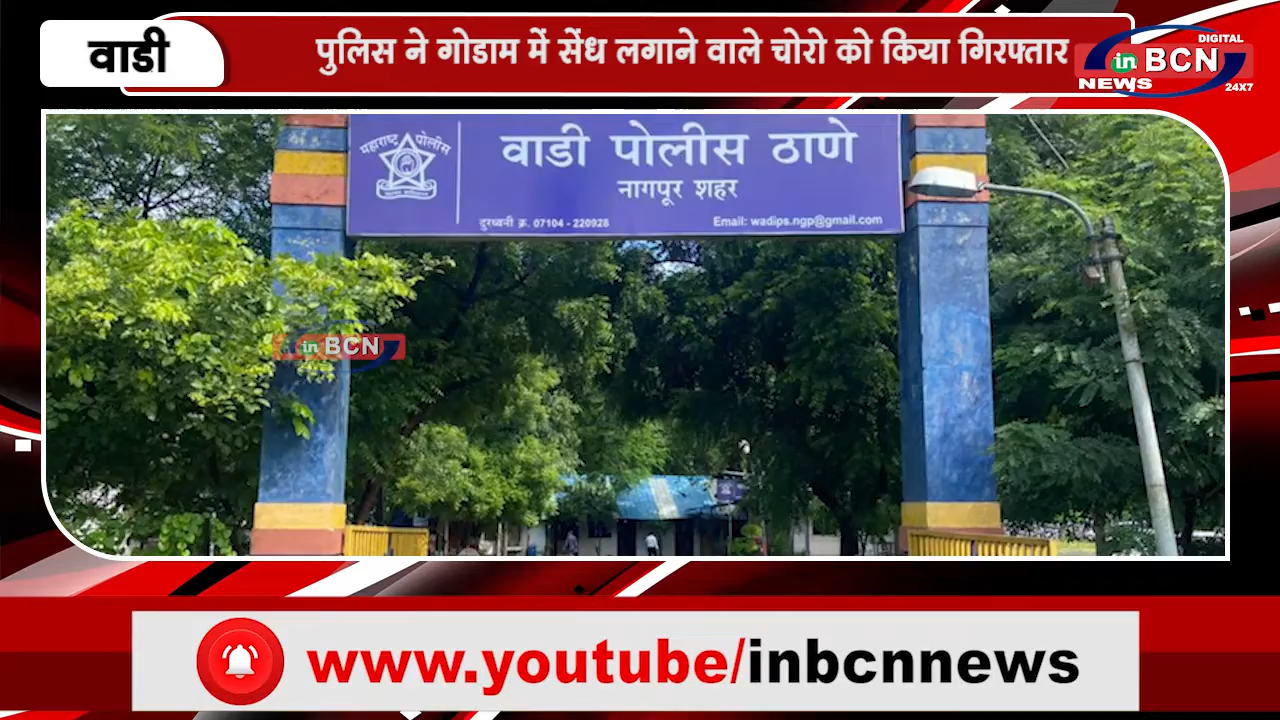 वाडी
पुलिस ने गोडाम में सेंध लगाने वाले चोरो को किया गिरफ्तार
DIGITAL
in BCN
NEWS
24X7
महाराष्ट्र पोलीस
वाडी पोलीस ठाणे
नागपूर शहर
दुरध्वनी क्र. 07104 - 220928
Email: wadips.ngp@gmail.com
in BCN
www.youtube/inbcnnews